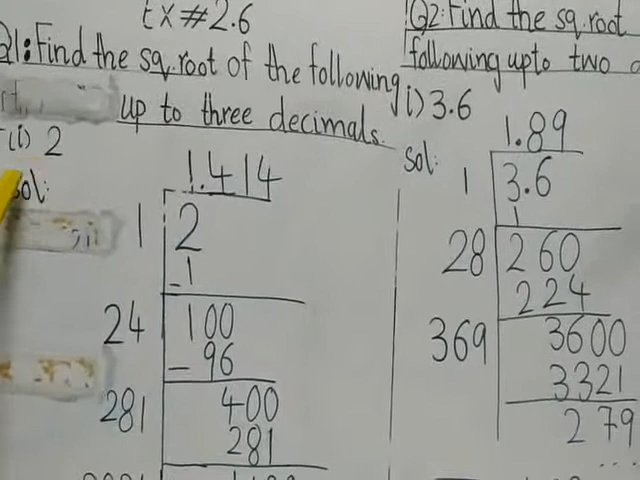 Ex # 2.6
Q1: Find the sq. root of the following
up to three decimals.
(i) 2
sol:
1.414
1 2
-1
24 100
- 96
281 400
281
Q2: Find the sq. root
following upto two
i) 3.6
sol:
1.89
1 3.6
1
28 260
224
369 3600
3321
279
....